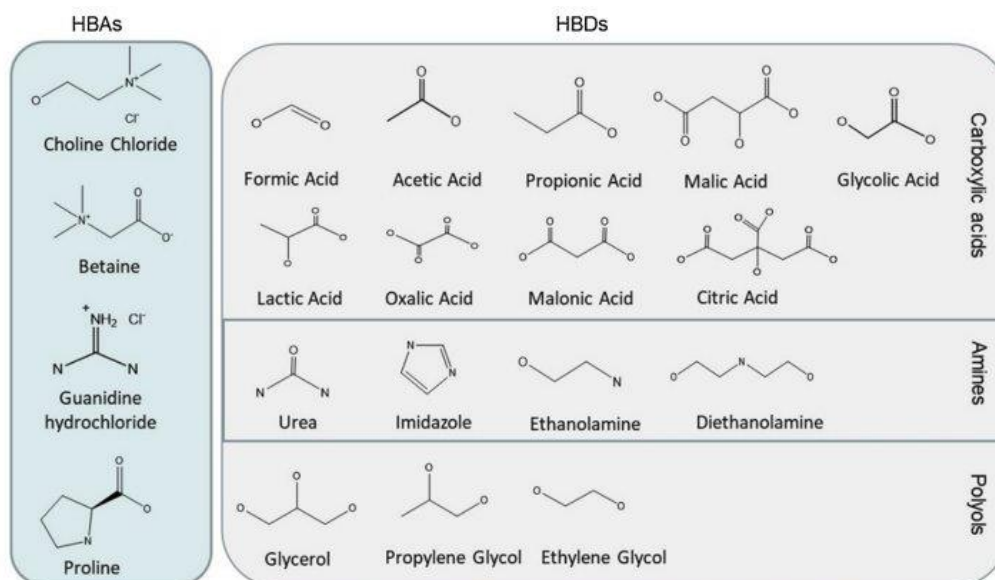 HBAs
HBDs
N+
O
Cl-
Choline Chloride
O
N+
O-
Betaine
+
NH2 Cl-
N N
Guanidine
hydrochloride
O
O
N
Proline
O O
Formic Acid
O
O
Acetic Acid
O
O
Propionic Acid
O O
O O
O
Malic Acid
O O
O
Glycolic Acid
O
O
O
Lactic Acid
O O
O O
Oxalic Acid
O O
O O
Malonic Acid
O O
O O
O O
O
Citric Acid
Carboxylic acids
O
N N
Urea
N
N
Imidazole
O
N
Ethanolamine
N
O O
Diethanolamine
Amines
O
O O
Glycerol
O
O
Propylene Glycol
O
O
Ethylene Glycol
Polyols